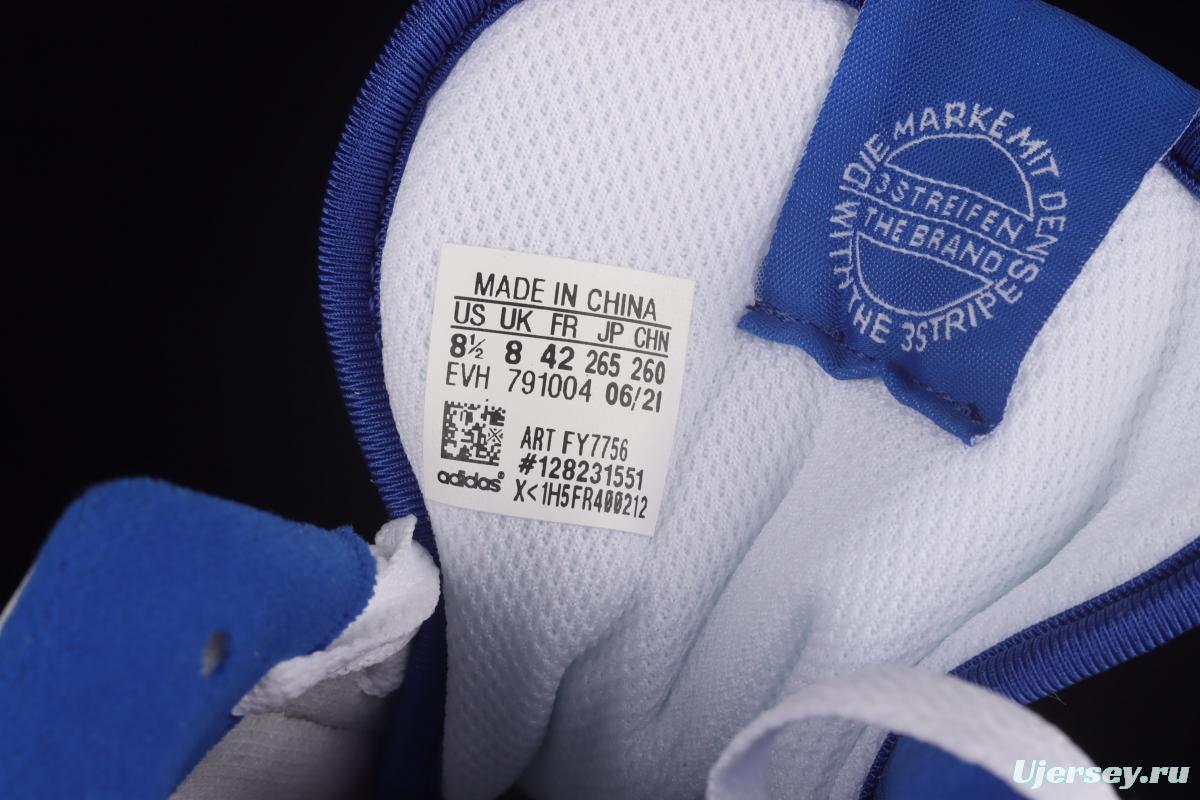 MADE IN CHINA
US UK FR JP CHN
8½ 8 42 265 260
EVH 791004 06/21
ART FY7756
#128231551
X<1H5FR400212
adidas®
DIE MARKE MIT DEN
3 STREIFEN
THE BRAND
WITH THE 3 STRIPES
Ujersey.ru